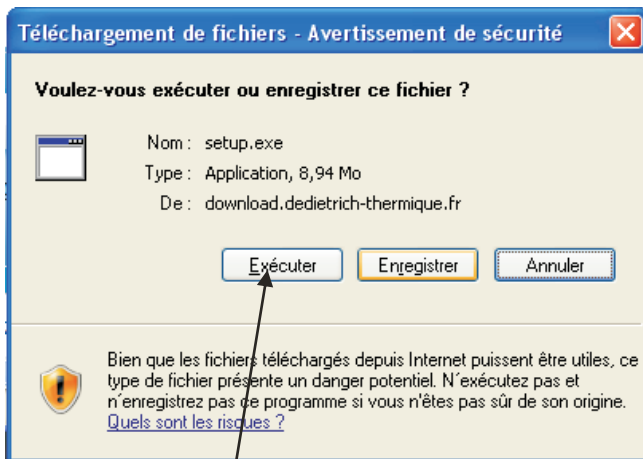 Téléchargement de fichiers - Avertissement de sécurité
Voulez-vous exécuter ou enregistrer ce fichier ?
Nom : setup.exe
Type : Application, 8,94 Mo
De : download.dedietrich-thermique.fr
Exécuter Enregistrer Annuler
Bien que les fichiers téléchargés depuis Internet puissent être utiles, ce
type de fichier présente un danger potentiel. N'exécutez pas et
n'enregistrez pas ce programme si vous n'êtes pas sûr de son origine.
Quels sont les risques ?